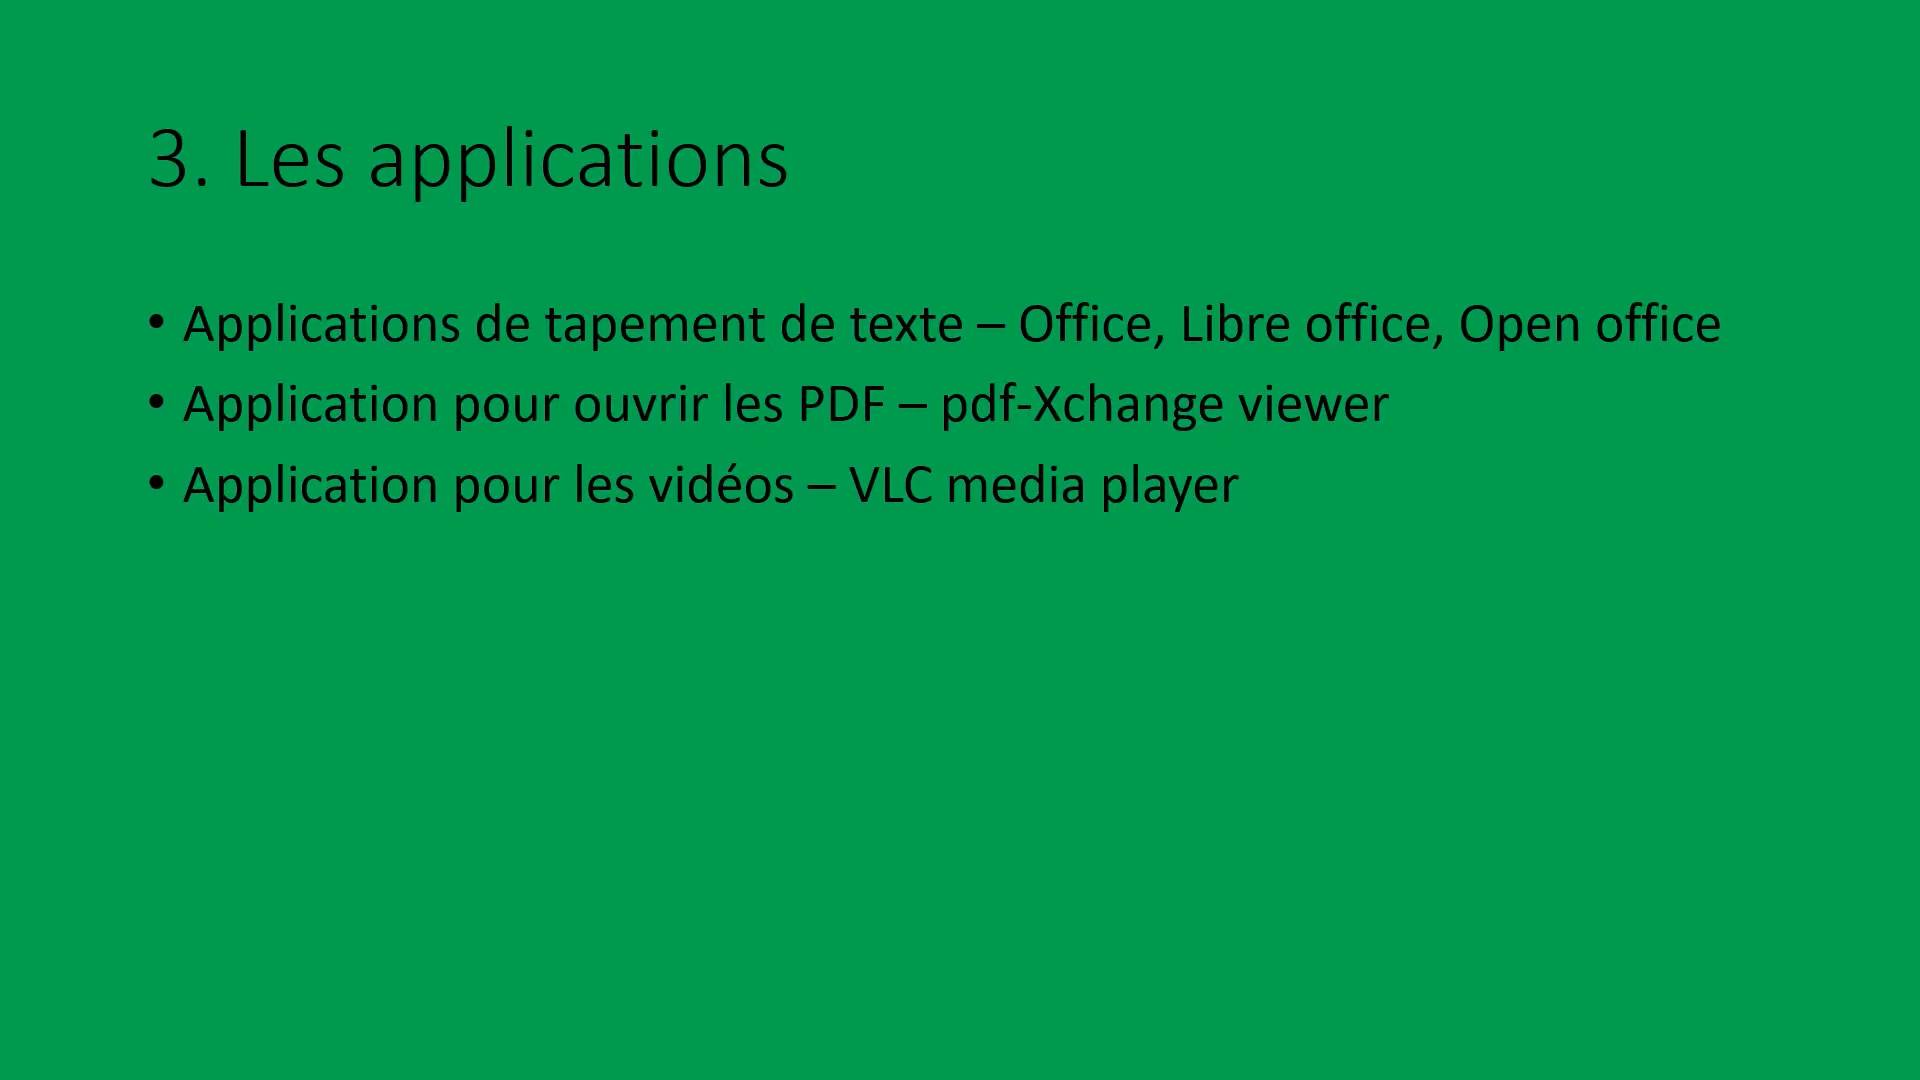 3. Les applications
• Applications de tapement de texte – Office, Libre office, Open office
• Application pour ouvrir les PDF – pdf-Xchange viewer
• Application pour les vidéos – VLC media player